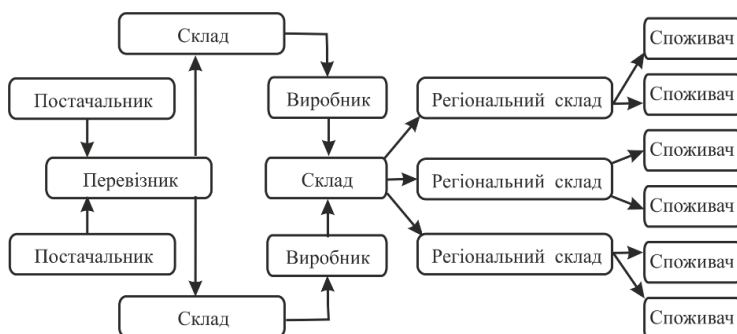 Склад
Споживач
Постачальник
Виробник
Регіональний склад
Споживач
Перевізник
Склад
Регіональний склад
Споживач
Споживач
Постачальник
Виробник
Регіональний склад
Споживач
Склад
Споживач